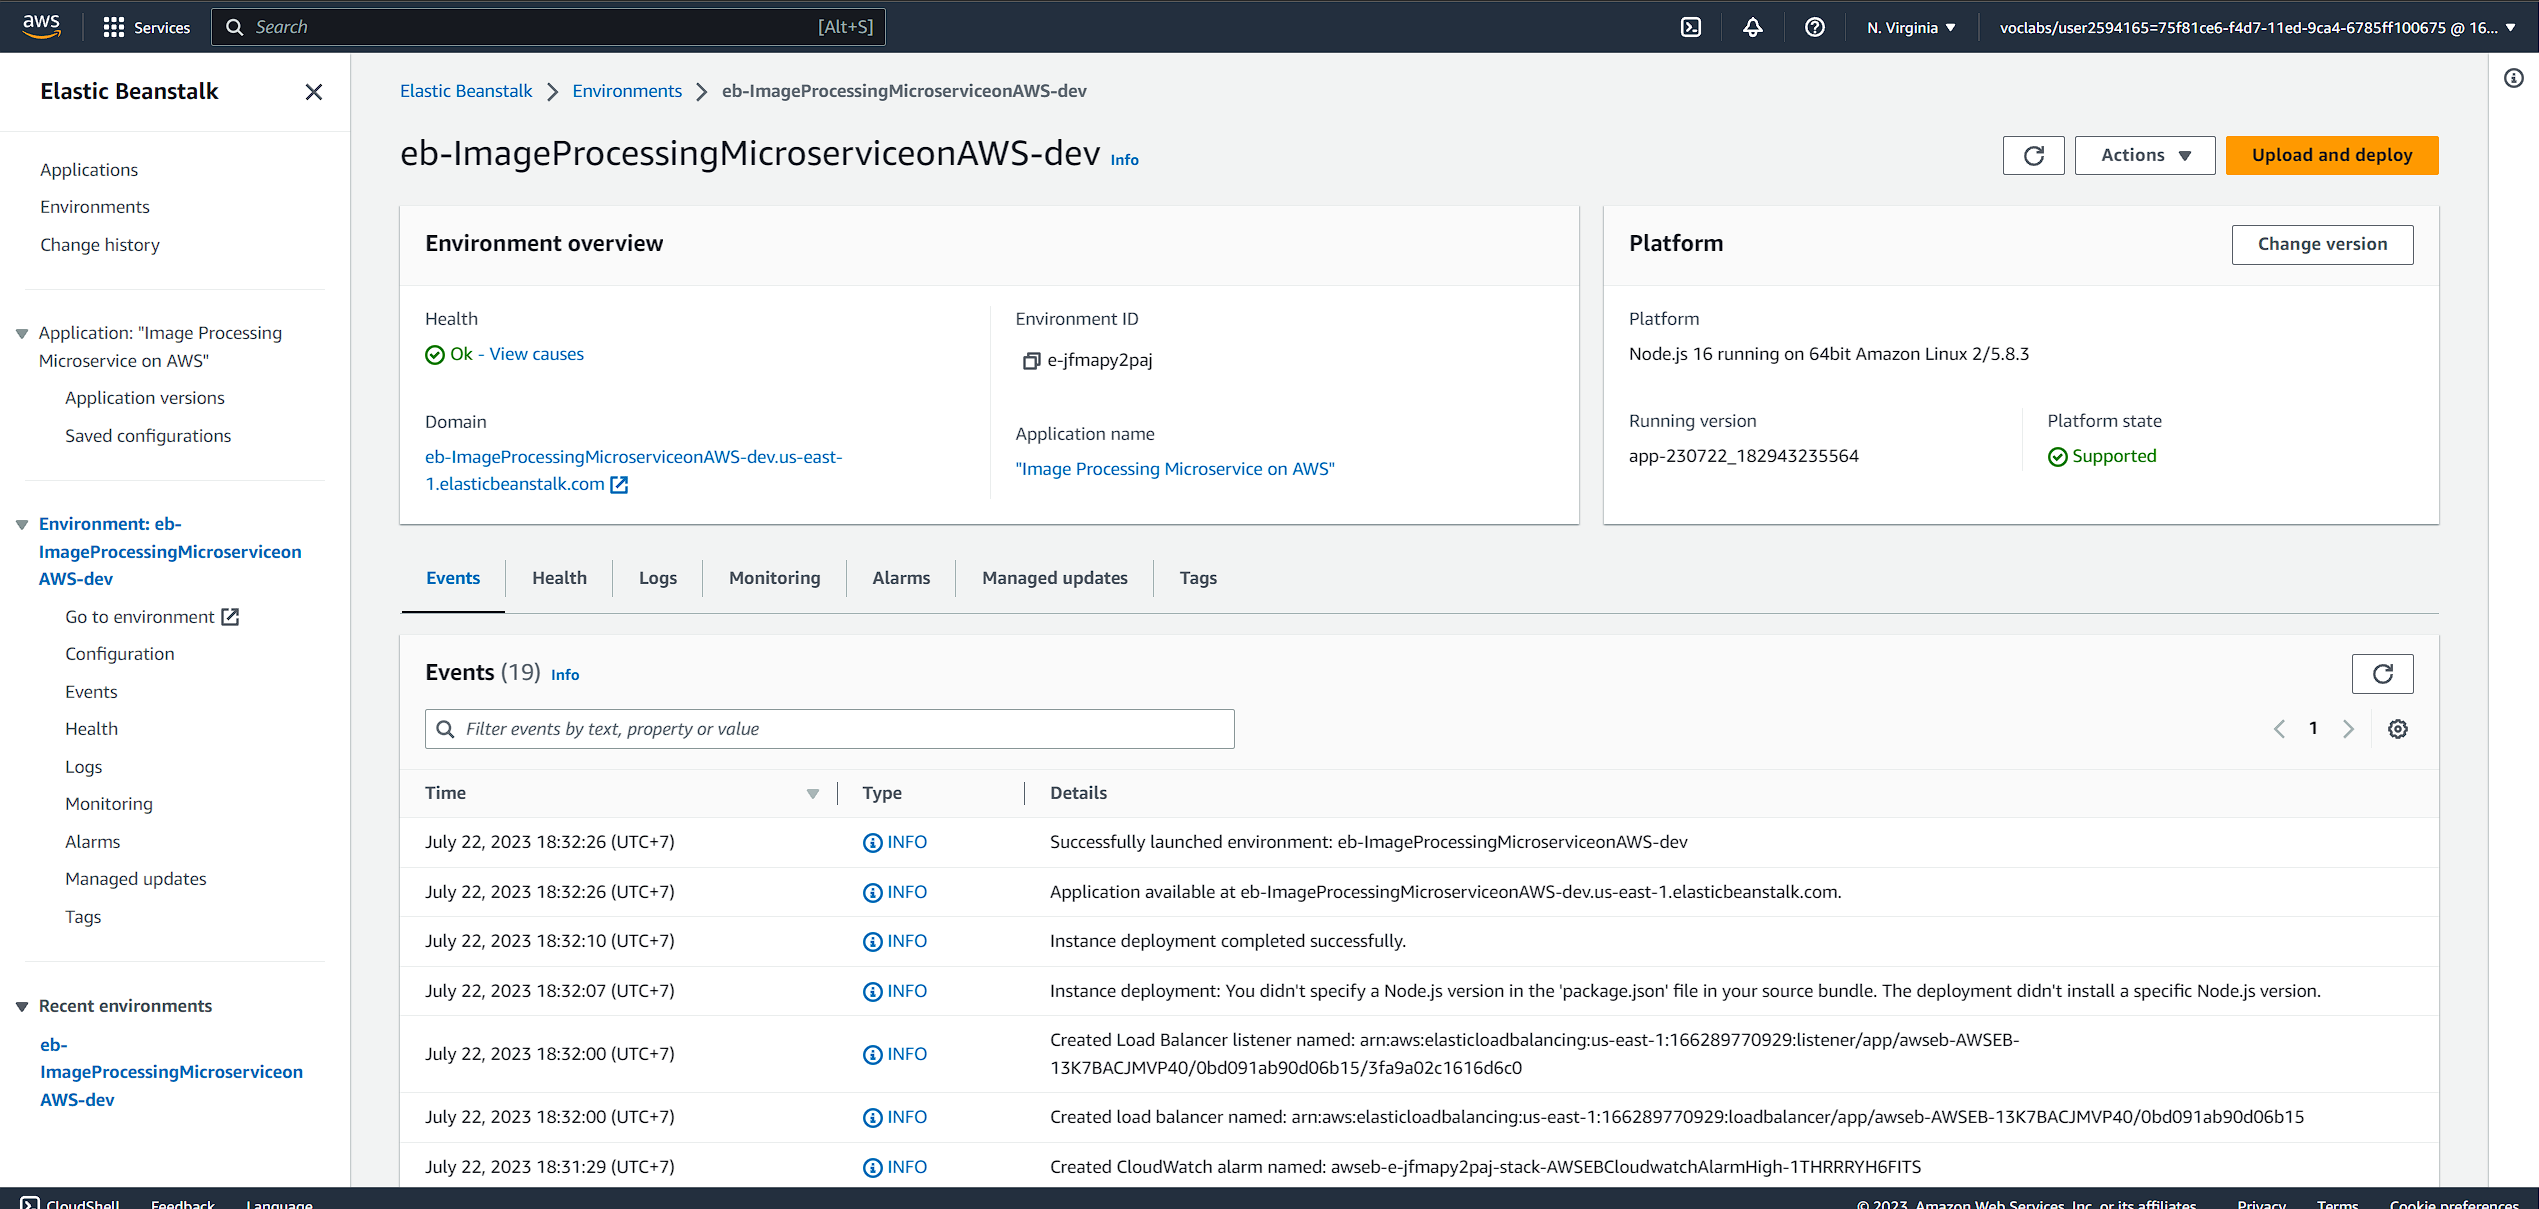 aws
Services
Search [Alt+S]
N. Virginia
voclabs/user2594165=75f81ce6-f4d7-11ed-9ca4-6785ff100675 @ 16...
Elastic Beanstalk
Applications
Environments
Change history
Application: "Image Processing
Microservice on AWS"
Application versions
Saved configurations
Environment: eb-
ImageProcessingMicroserviceon
AWS-dev
Go to environment
Configuration
Events
Health
Logs
Monitoring
Alarms
Managed updates
Tags
Recent environments
eb-
ImageProcessingMicroserviceon
AWS-dev
Elastic Beanstalk > Environments > eb-ImageProcessingMicroserviceonAWS-dev
eb-ImageProcessingMicroserviceonAWS-dev Info
Actions
Upload and deploy
Environment overview
Health
Ok - View causes
Domain
eb-ImageProcessingMicroserviceonAWS-dev.us-east-
1.elasticbeanstalk.com
Environment ID
e-jfmapy2paj
Application name
"Image Processing Microservice on AWS"
Platform
Change version
Platform
Node.js 16 running on 64bit Amazon Linux 2/5.8.3
Running version
app-230722_182943235564
Platform state
Supported
Events Health Logs Monitoring Alarms Managed updates Tags
Events (19) Info
Filter events by text, property or value
1
Time Type Details
July 22, 2023 18:32:26 (UTC+7) INFO Successfully launched environment: eb-ImageProcessingMicroserviceonAWS-dev
July 22, 2023 18:32:26 (UTC+7) INFO Application available at eb-ImageProcessingMicroserviceonAWS-dev.us-east-1.elasticbeanstalk.com.
July 22, 2023 18:32:10 (UTC+7) INFO Instance deployment completed successfully.
July 22, 2023 18:32:07 (UTC+7) INFO Instance deployment: You didn't specify a Node.js version in the 'package.json' file in your source bundle. The deployment didn't install a specific Node.js version.
July 22, 2023 18:32:00 (UTC+7) INFO Created Load Balancer listener named: arn:aws:elasticloadbalancing:us-east-1:166289770929:listener/app/awseb-AWSEB-
13K7BACJMVP40/0bd091ab90d06b15/3fa9a02c1616d6c0
July 22, 2023 18:32:00 (UTC+7) INFO Created load balancer named: arn:aws:elasticloadbalancing:us-east-1:166289770929:loadbalancer/app/awseb-AWSEB-13K7BACJMVP40/0bd091ab90d06b15
July 22, 2023 18:31:29 (UTC+7) INFO Created CloudWatch alarm named: awseb-e-jfmapy2paj-stack-AWSEBCloudwatchAlarmHigh-1THRRRYH6FITS
CloudShell Feedback Language
© 2023, Amazon Web Services, Inc. or its affiliates. Privacy Terms Cookie preferences